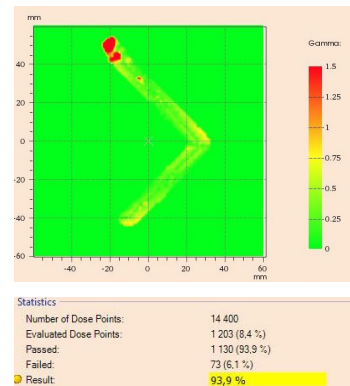 mm
40
20
0
-20
-40
-60
-40 -20 0 20 40 60
mm
Gamma:
1.5
1.25
1
0.75
0.5
0.25
0
Statistics
Number of Dose Points: 14 400
Evaluated Dose Points: 1 203 (8,4 %)
Passed: 1 130 (93,9 %)
Failed: 73 (6,1 %)
Result: 93,9 %